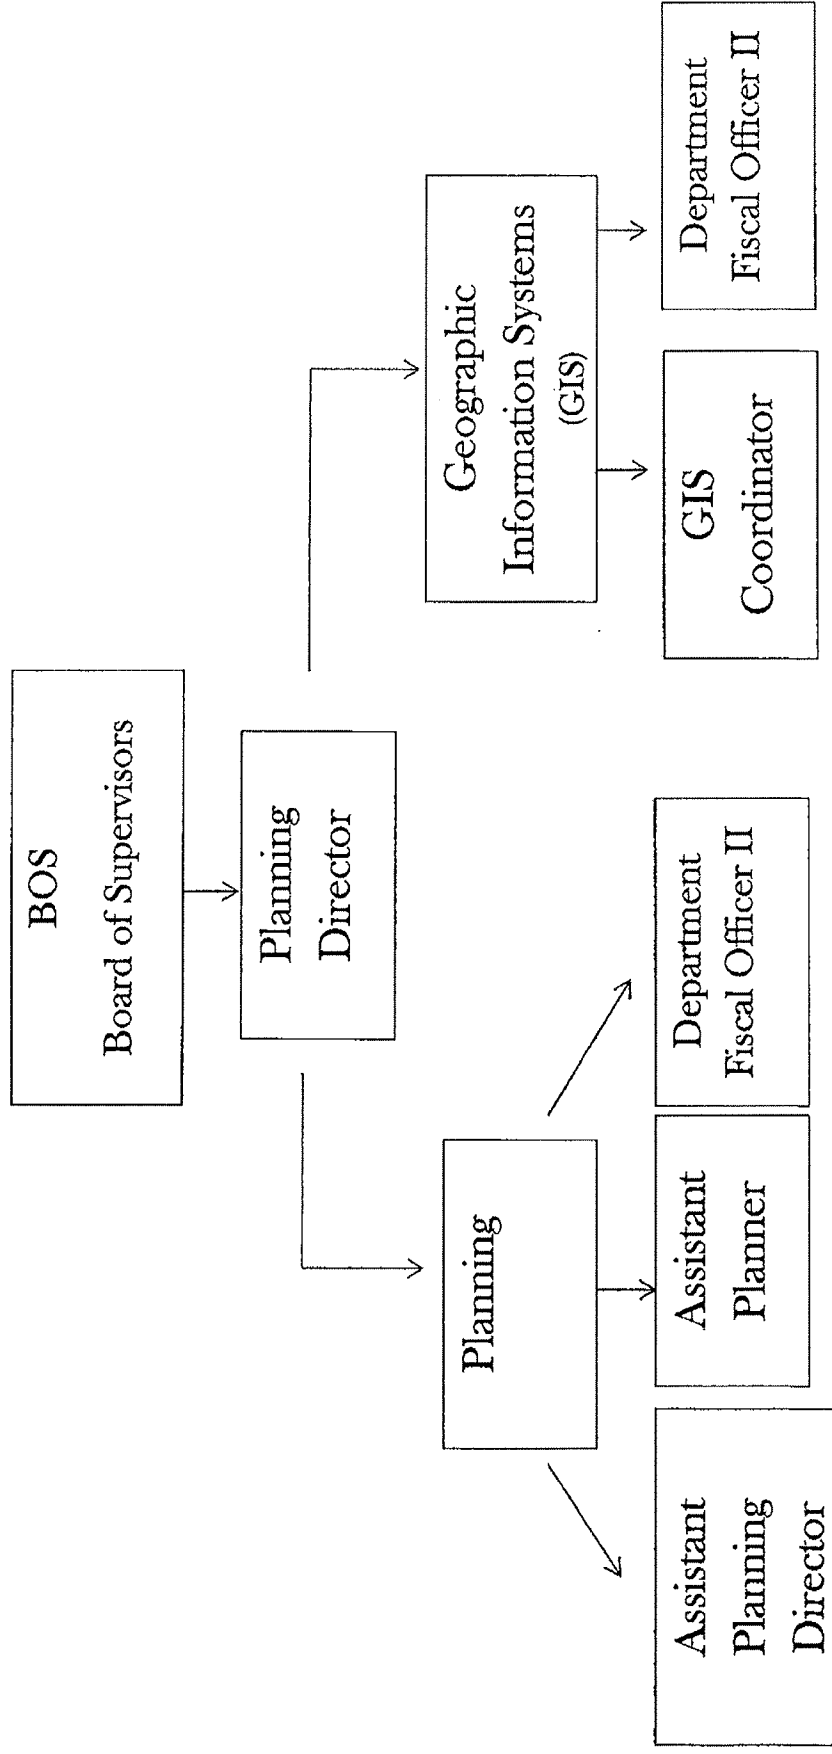 BOS
Board of Supervisors
Planning
Director
Planning
Geographic
Information Systems
(GIS)
Assistant
Planning
Director
Assistant
Planner
Department
Fiscal Officer II
GIS
Coordinator
Department
Fiscal Officer II